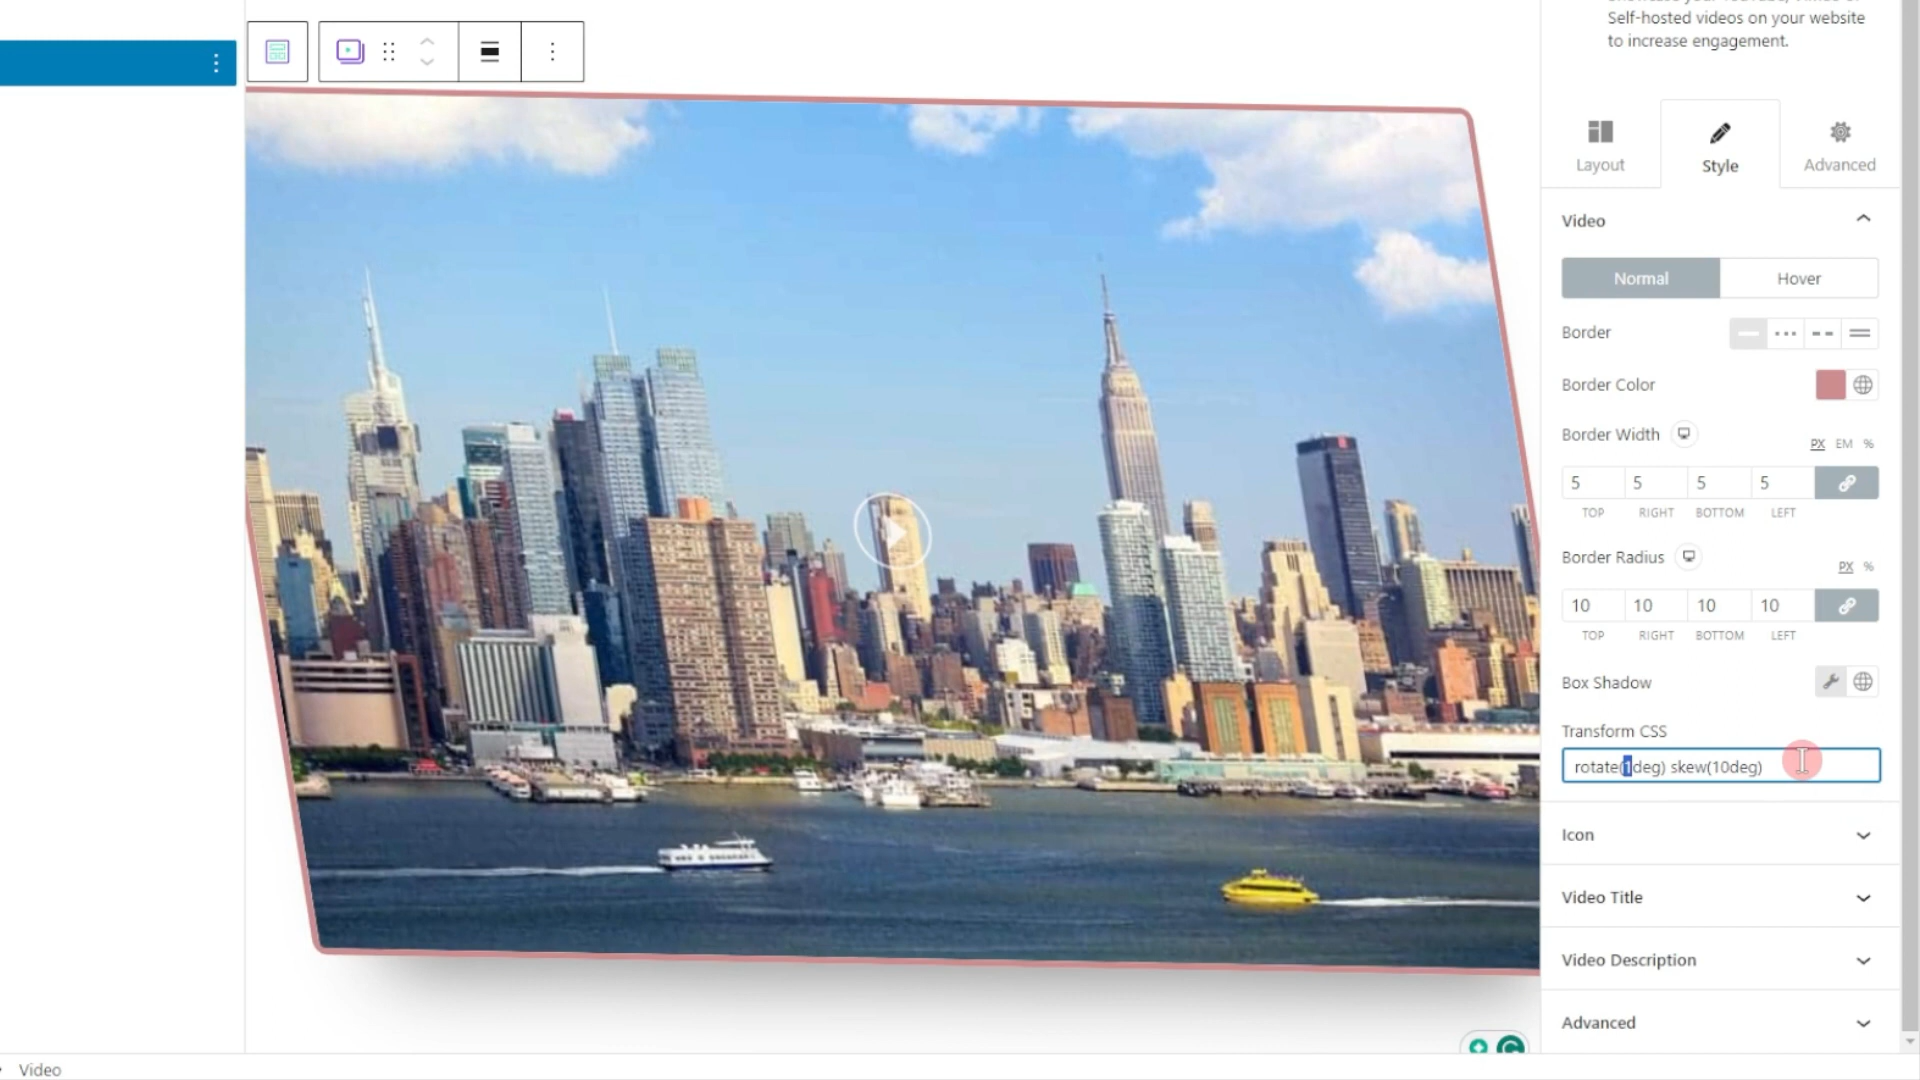 Self-hosted videos on your website
to increase engagement.
Layout
Style
Advanced
Video
Normal
Hover
Border
Border Color
Border Width
PX EM %
5 5 5 5
TOP RIGHT BOTTOM LEFT
Border Radius
PX %
10 10 10 10
TOP RIGHT BOTTOM LEFT
Box Shadow
Transform CSS
rotate(1deg) skew(10deg)
Icon
Video Title
Video Description
Advanced
Video